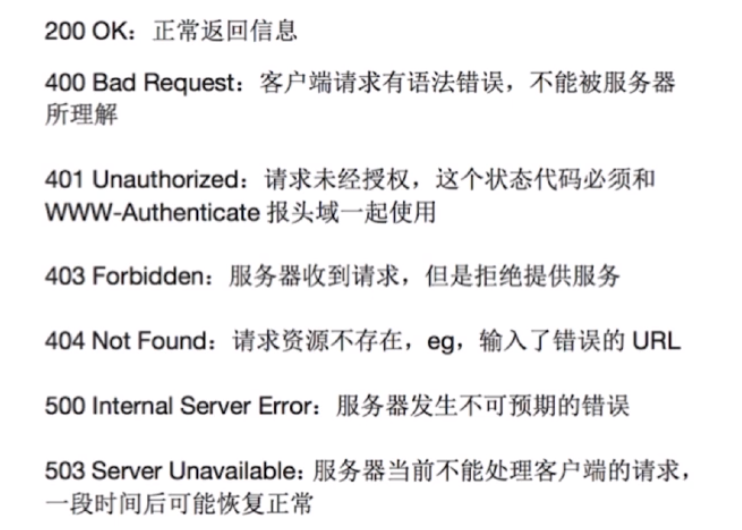 200 OK：正常返回信息
400 Bad Request：客户端请求有语法错误，不能被服务器
所理解
401 Unauthorized：请求未经授权，这个状态代码必须和
WWW-Authenticate 报头域一起使用
403 Forbidden：服务器收到请求，但是拒绝提供服务
404 Not Found：请求资源不存在，eg，输入了错误的 URL
500 Internal Server Error：服务器发生不可预期的错误
503 Server Unavailable：服务器当前不能处理客户端的请求，
一段时间后可能恢复正常